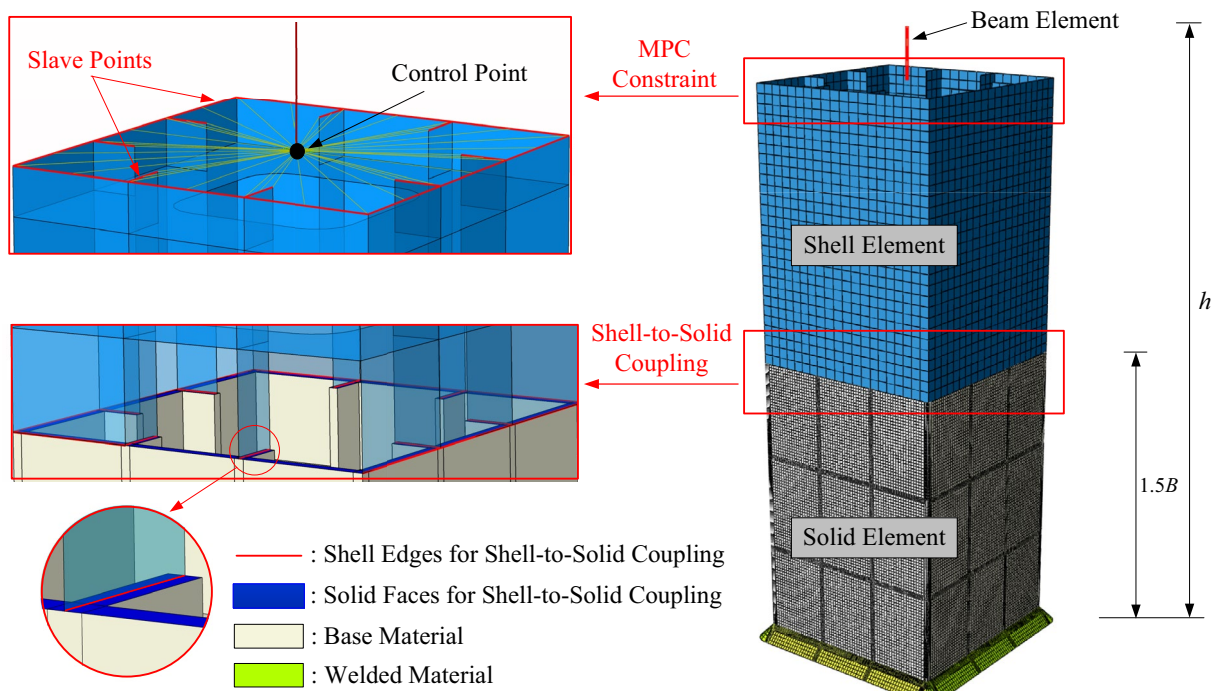 Slave Points
Control Point
MPC
Constraint
Beam Element
Shell Element
h
Shell-to-Solid
Coupling
1.5B
Solid Element
: Shell Edges for Shell-to-Solid Coupling
: Solid Faces for Shell-to-Solid Coupling
: Base Material
: Welded Material